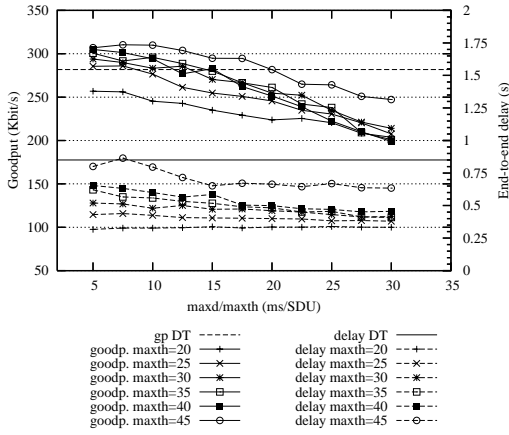 350
300
250
200
150
100
50
Goodput (Kbit/s)
2
1.75
1.5
1.25
1
0.75
0.5
0.25
0
End-to-end delay (s)
5 10 15 20 25 30 35
maxd/maxth (ms/SDU)
gp DT
goodp. maxth=20
goodp. maxth=25
goodp. maxth=30
goodp. maxth=35
goodp. maxth=40
goodp. maxth=45
delay DT
delay maxth=20
delay maxth=25
delay maxth=30
delay maxth=35
delay maxth=40
delay maxth=45